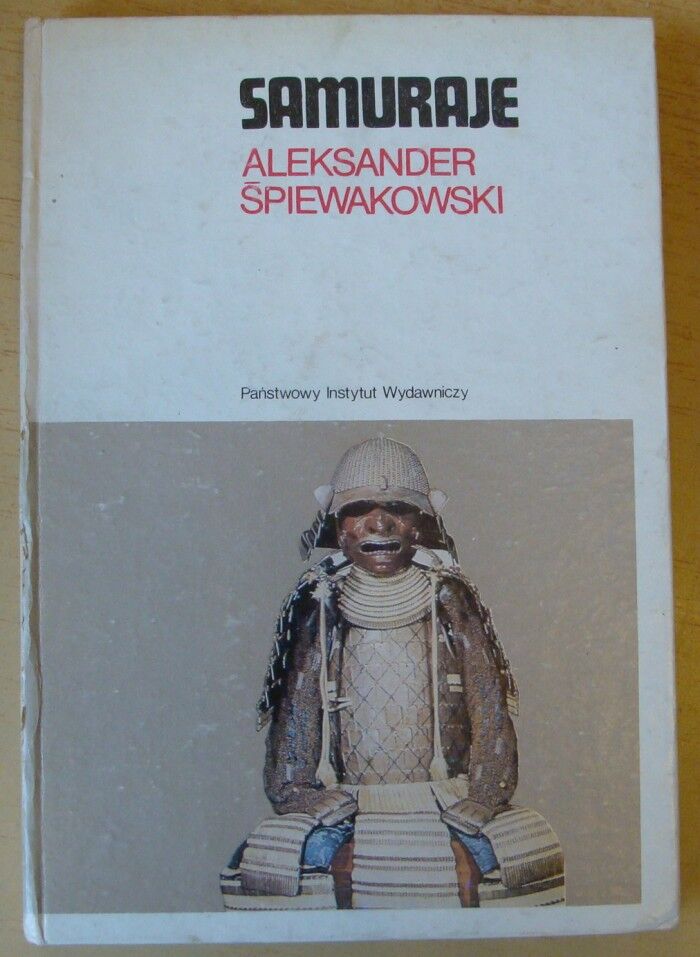 SAMURAJE
ALEKSANDER
ŚPIEWAKOWSKI
Państwowy Instytut Wydawniczy